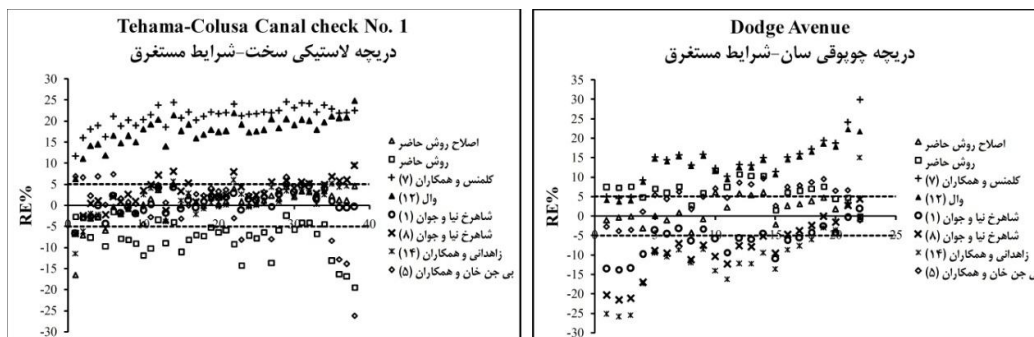 Tehama-Colusa Canal check No. 1
دریچه لاستیکی سخت-شرایط مستغرق
RE%
25
20
15
10
5
0
-5
-10
-15
-20
-25
-30
10
20
30
40
اصلاح روش حاضر
روش حاضر
کلمنس و همکاران (۷)
وال (۱۲)
شاهرخ نیا و جوان (۱)
شاهرخ نیا و جوان (۸)
زاهدانی و همکاران (۱۴)
بی جن خان و همکاران (۵)
Dodge Avenue
دریچه چوپوقی سان-شرایط مستغرق
RE%
35
30
25
20
15
10
5
0
-5
-10
-15
-20
-25
-30
5
10
15
20
25
اصلاح روش حاضر
روش حاضر
کلمنس و همکاران (۷)
وال (۱۲)
شاهرخ نیا و جوان (۱)
شاهرخ نیا و جوان (۸)
زاهدانی و همکاران (۱۴)
بی جن خان و همکاران (۵)